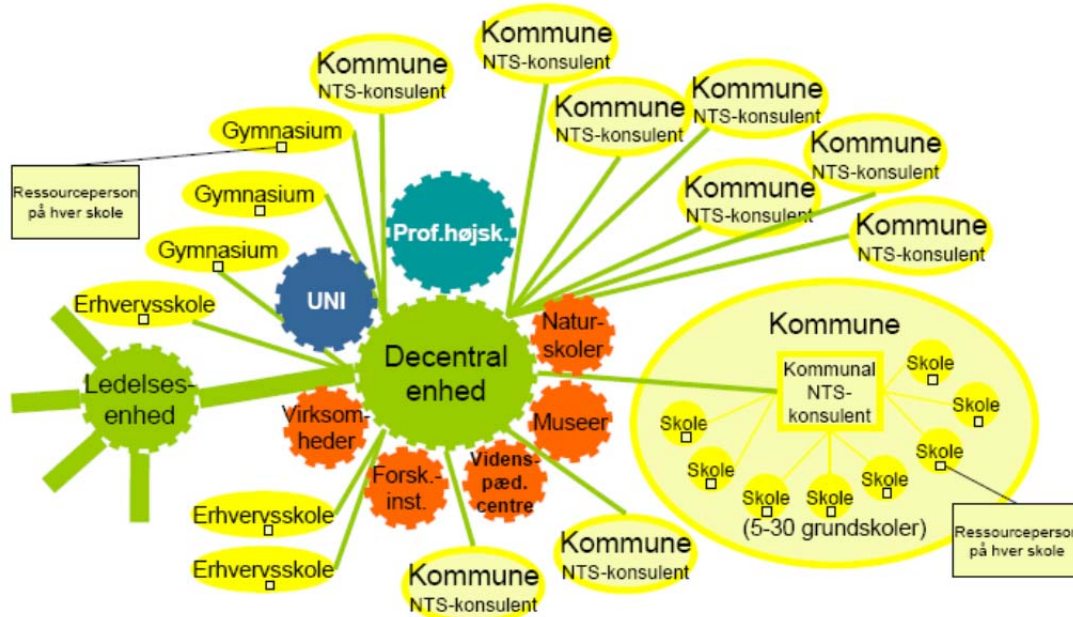 Kommune
NTS-konsulent
Kommune
NTS-konsulent
Kommune
NTS-konsulent
Kommune
NTS-konsulent
Gymnasium
Kommune
NTS-konsulent
Ressourceperson
på hver skole
Gymnasium
Kommune
NTS-konsulent
Prof.højsk.
Kommune
NTS-konsulent
Gymnasium
UNI
Erhvervsskole
Natur-
skoler
Kommune
Decentral
enhed
Ledelses-
enhed
Kommunal
NTS-
konsulent
Skole
Skole
Skole
Skole
Skole
Skole
Skole
Skole
Skole
(5-30 grundskoler)
Virksom-
heder
Museer
Videns-
pæd.
centre
Forsk.-
inst.
Erhvervsskole
Erhvervsskole
Kommune
NTS-konsulent
Kommune
NTS-konsulent
Ressourceperson
på hver skole